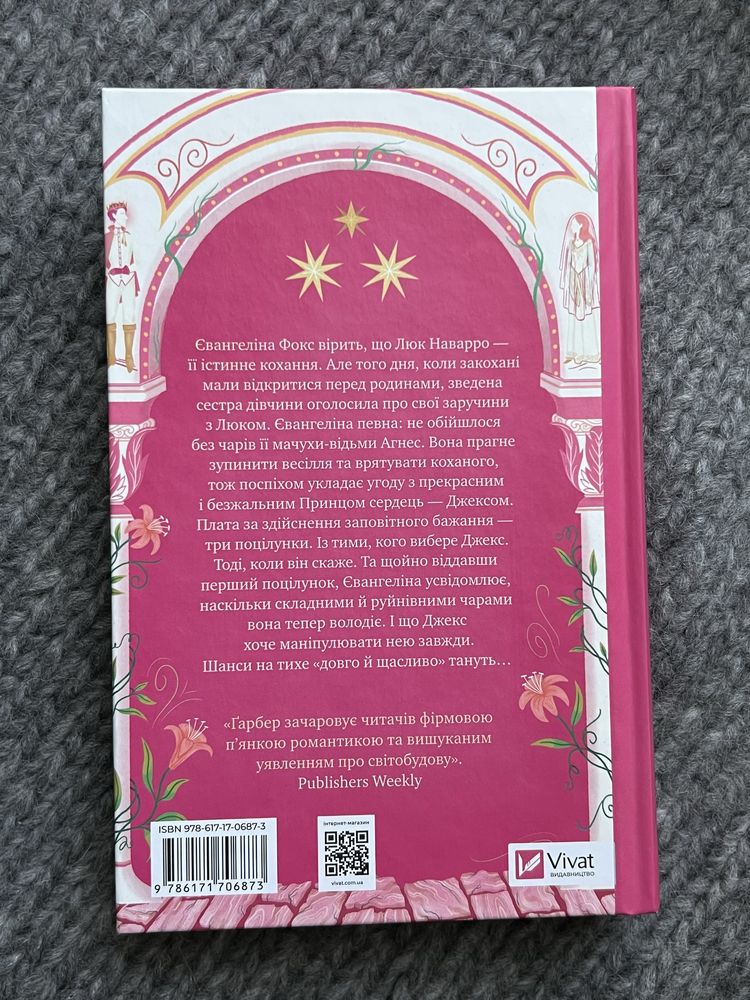 Євангеліна Фокс вірить, що Люк Наварро —
її істинне кохання. Але того дня, коли закохані
мали відкритися перед родинами, зведена
сестра дівчини оголосила про свої заручини
з Люком. Євангеліна певна: не обійшлося
без чарів її мачухи-відьми Агнес. Вона прагне
зупинити весілля та врятувати коханого,
тож поспіхом укладає угоду з прекрасним
і безжальним Принцом сердець — Джексом.
Плата за здійснення заповітного бажання —
три поцілунки. Із тими, кого вибере Джекс.
Тоді, коли він скаже. Та щойно віддавши
перший поцілунок, Євангеліна усвідомлює,
наскільки складними й руйнівними чарами
вона тепер володіє. І що Джекс
хоче маніпулювати нею завжди.
Шанси на тихе «довго й щасливо» тануть...
«Ґарбер зачаровує читачів фірмовою
п’янкою романтикою та вишуканим
уявленням про світобудову».
Publishers Weekly
ISBN 978-617-17-0687-3
9 786171 706873
інтернет-магазин
vivat.com.ua
Vivat
ВИДАВНИЦТВО